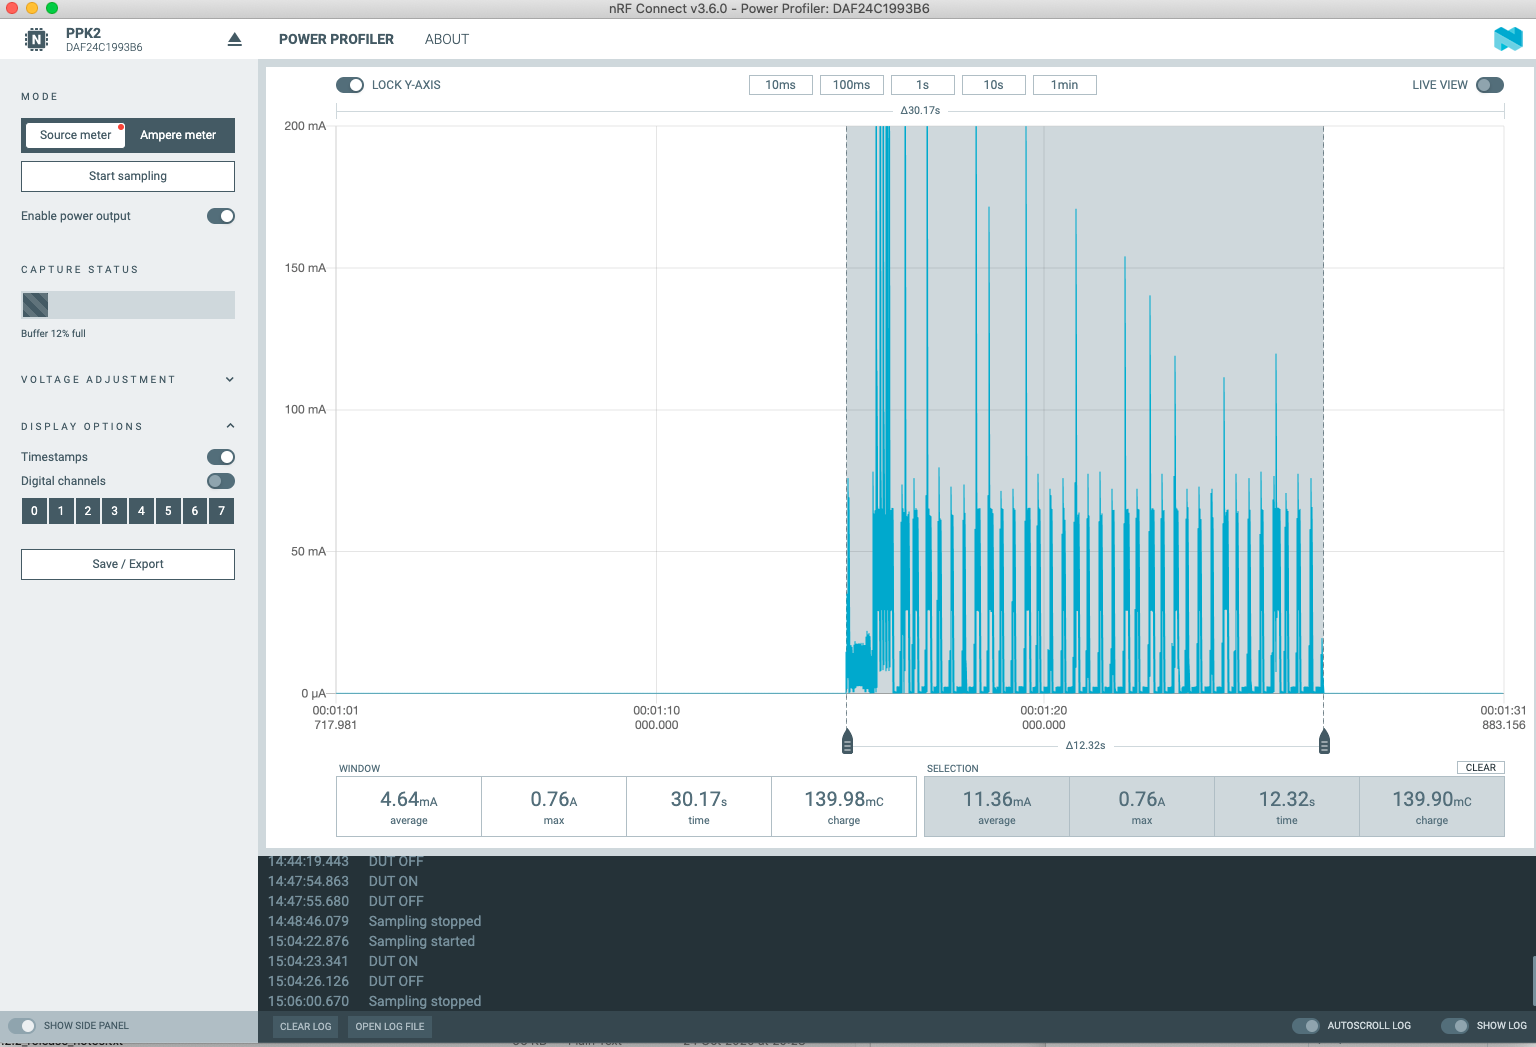 nRF Connect v3.6.0 - Power Profiler: DAF24C1993B6
PPK2
DAF24C1993B6
POWER PROFILER
ABOUT
MODE
Source meter
Ampere meter
Start sampling
Enable power output
CAPTURE STATUS
Buffer 12% full
VOLTAGE ADJUSTMENT
DISPLAY OPTIONS
Timestamps
Digital channels
0 1 2 3 4 5 6 7
Save / Export
SHOW SIDE PANEL
LOCK Y-AXIS
10ms
100ms
1s
10s
1min
LIVE VIEW
Δ30.17s
200 mA
150 mA
100 mA
50 mA
0 µA
00:01:01
717.981
00:01:10
000.000
00:01:20
000.000
00:01:31
883.156
Δ12.32s
WINDOW
4.64mA
average
0.76A
max
30.17s
time
139.98mC
charge
SELECTION
CLEAR
11.36mA
average
0.76A
max
12.32s
time
139.90mC
charge
14:44:19.443 DUT OFF
14:47:54.863 DUT ON
14:47:55.680 DUT OFF
14:48:46.079 Sampling stopped
15:04:22.876 Sampling started
15:04:23.341 DUT ON
15:04:26.126 DUT OFF
15:06:00.670 Sampling stopped
CLEAR LOG
OPEN LOG FILE
AUTOSCROLL LOG
SHOW LOG